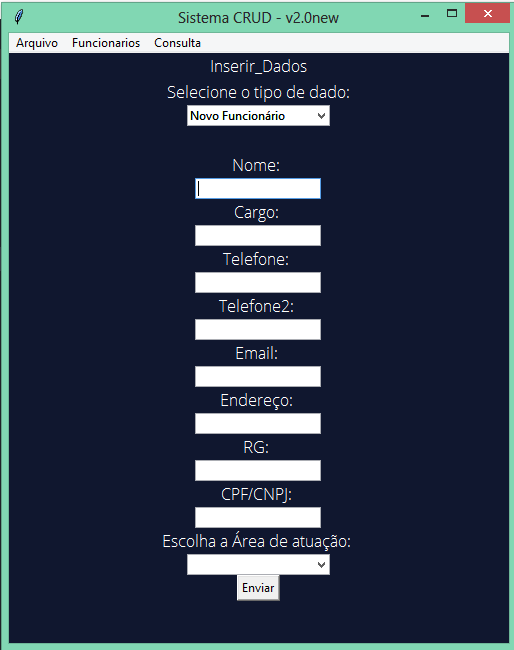 Sistema CRUD - v2.0new
Arquivo Funcionarios Consulta
Inserir_Dados
Selecione o tipo de dado:
Novo Funcionário
Nome:
Cargo:
Telefone:
Telefone2:
Email:
Endereço:
RG:
CPF/CNPJ:
Escolha a Área de atuação:
Enviar